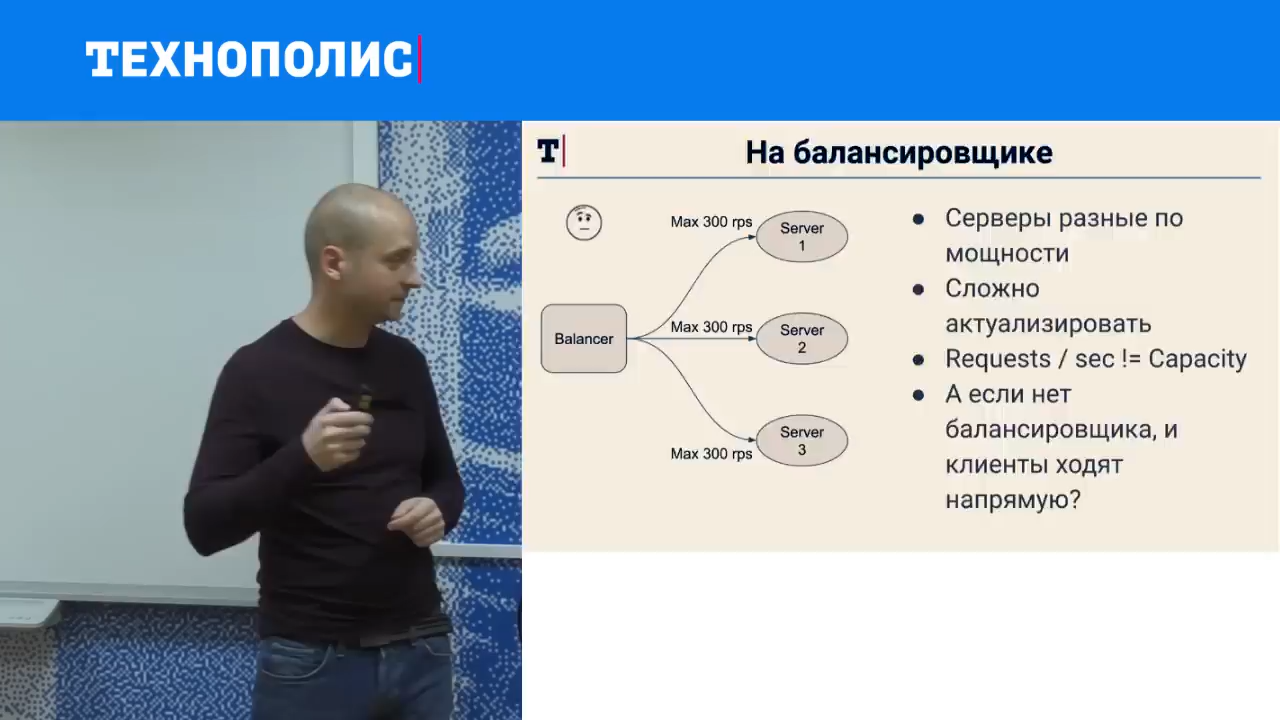 ТЕХНОПОЛИС
T
На балансировщике
Max 300 rps
Server
1
Balancer
Max 300 rps
Server
2
Max 300 rps
Server
3
● Серверы разные по
мощности
● Сложно
актуализировать
● Requests / sec != Capacity
● А если нет
балансировщика, и
клиенты ходят
напрямую?